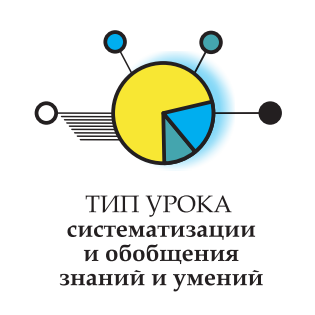 ТИП УРОКА
систематизации
и обобщения
знаний и умений